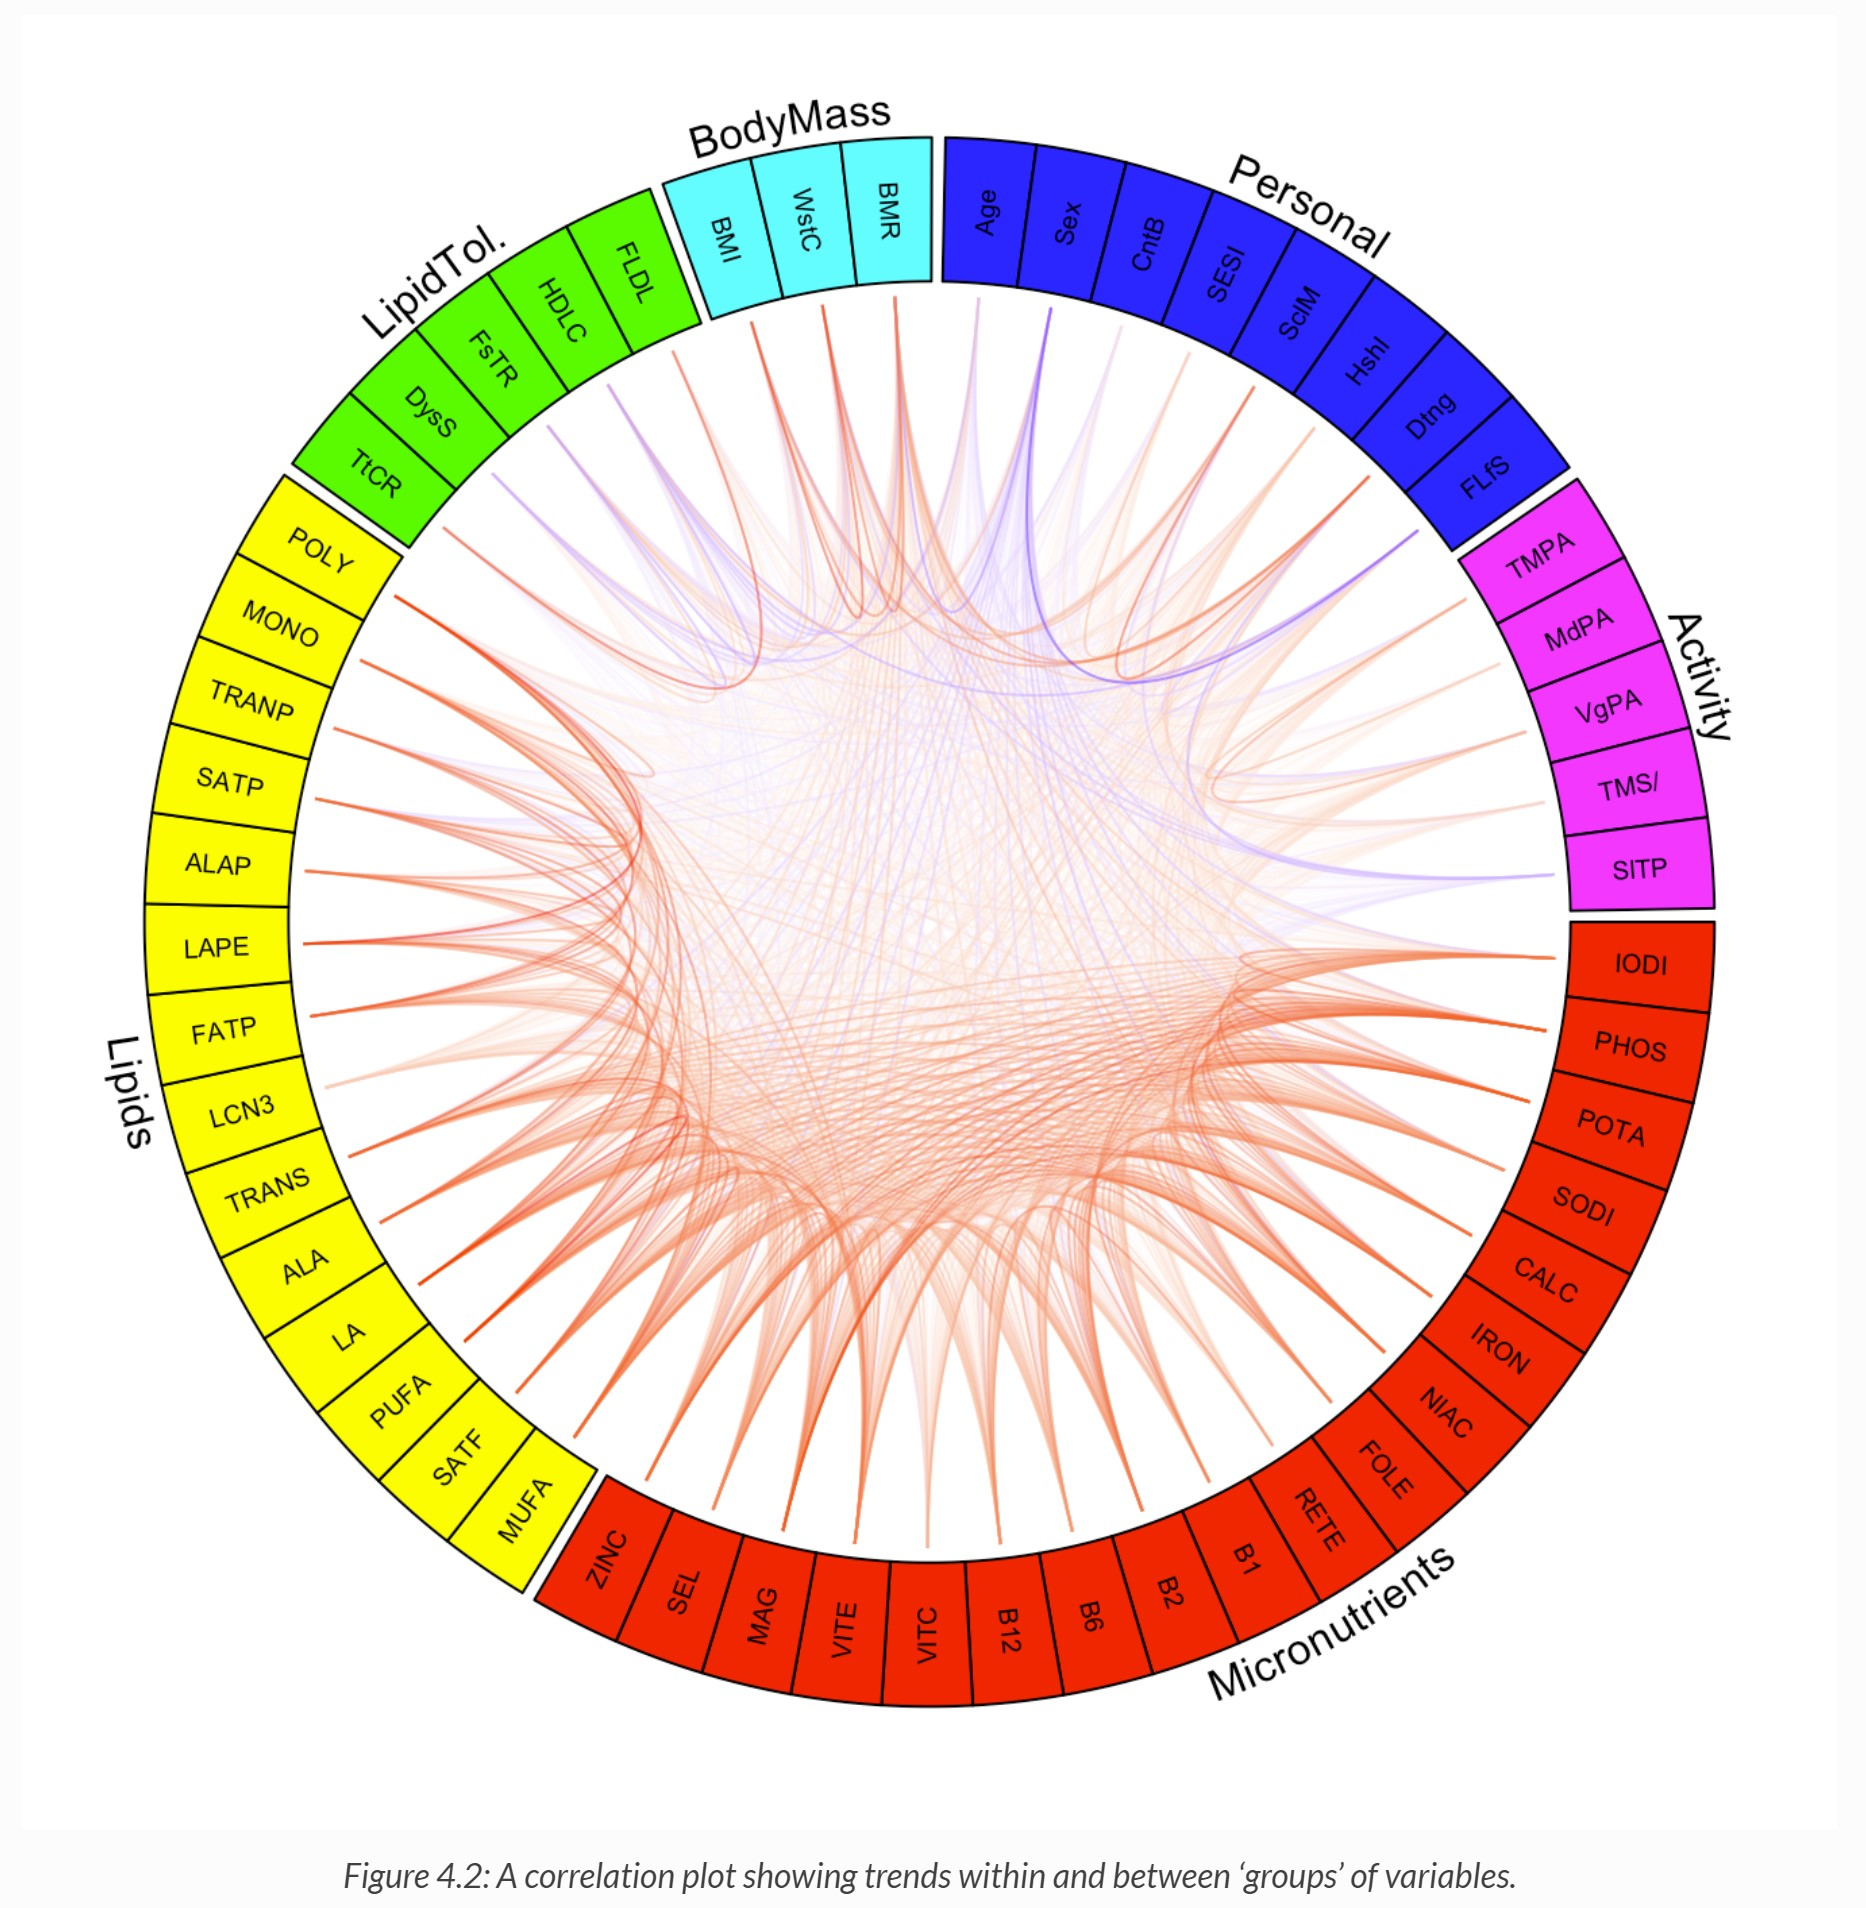 BodyMass
BMI
WstC
BMR
Personal
Age
Sex
CntB
SESI
SclM
HshI
Dtng
FLfS
Activity
TMPA
MdPA
VgPA
TMS/
SITP
Micronutrients
IODI
PHOS
POTA
SODI
CALC
IRON
NIAC
FOLE
RETE
B1
B2
B6
B12
VITC
VITE
MAG
SEL
ZINC
Lipids
MUFA
SATF
PUFA
LA
ALA
TRANS
LCN3
FATP
LAPE
ALAP
SATP
TRANP
MONO
POLY
LipidTol.
TtCR
DysS
FsTR
HDLC
FLDL
Figure 4.2: A correlation plot showing trends within and between ‘groups’ of variables.